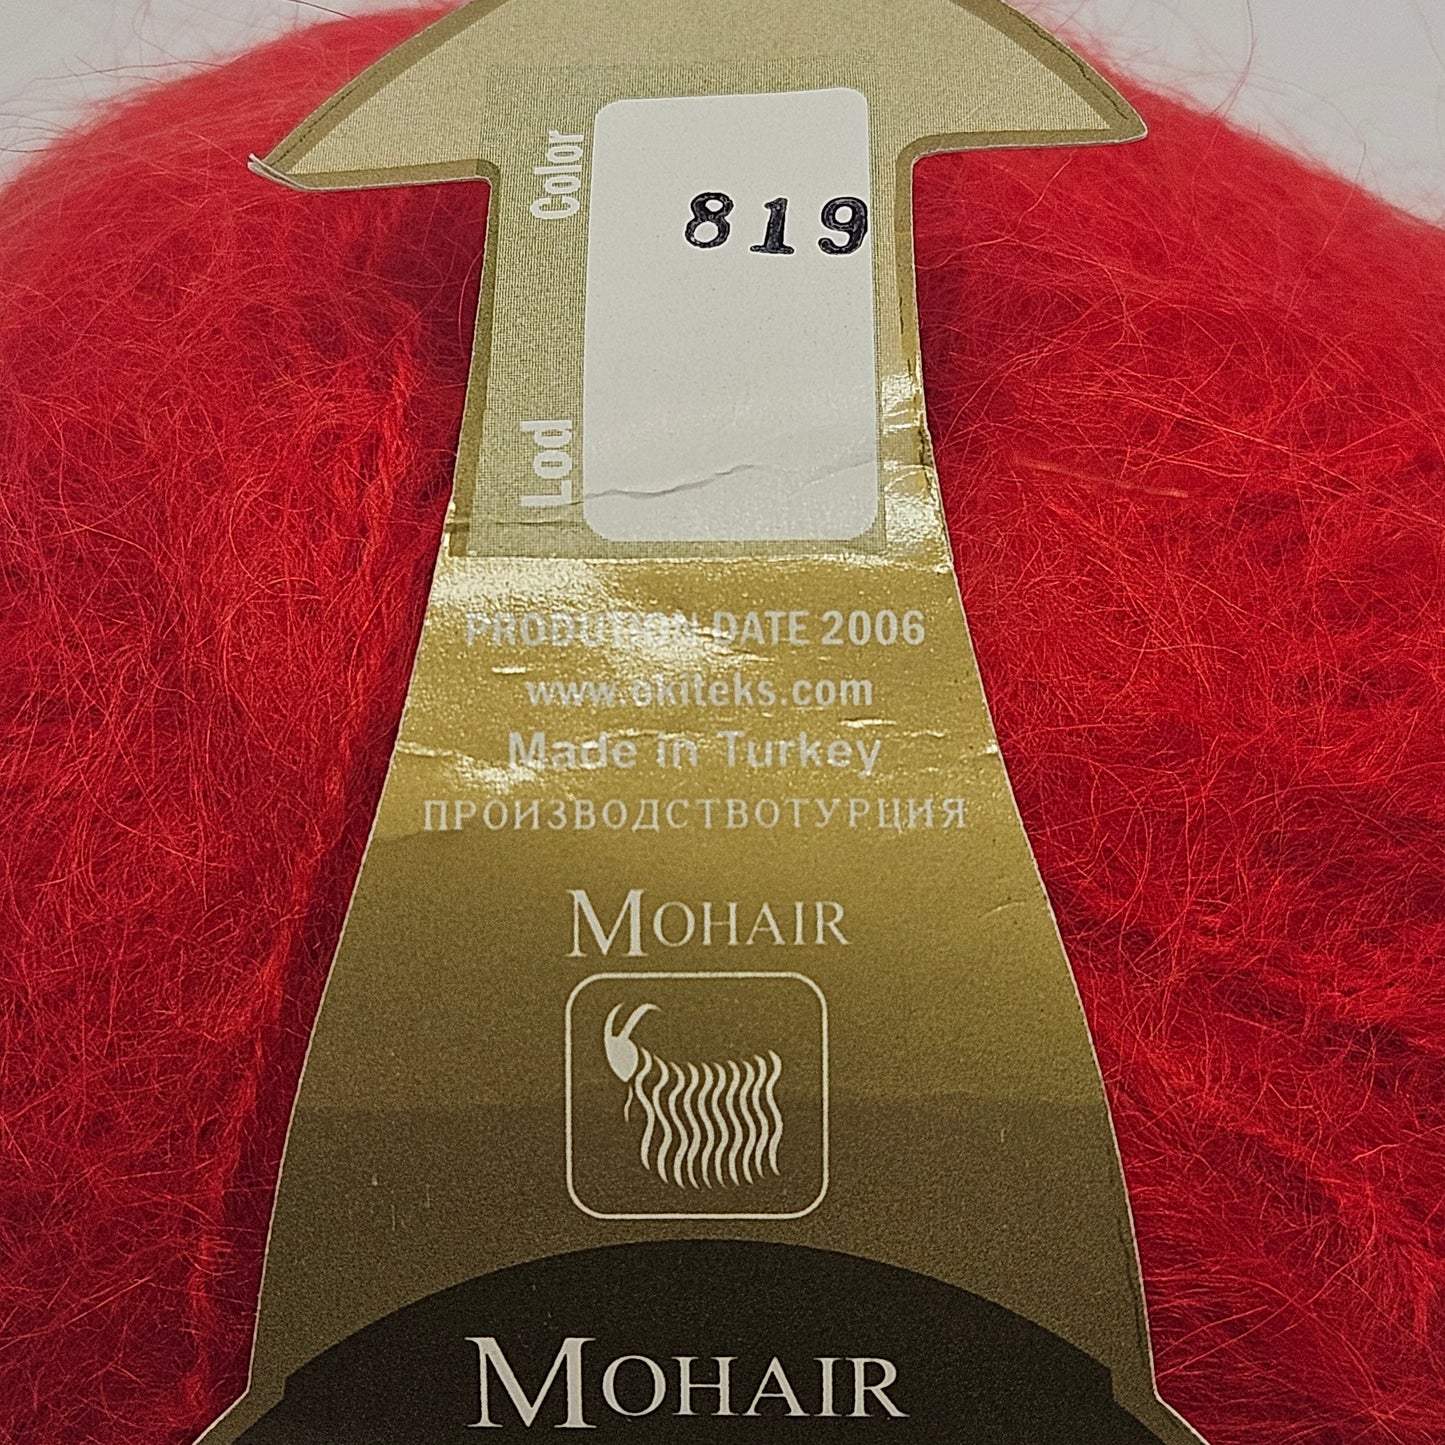 Color
819
Lod
PRODUTION DATE 2006
www.okiteks.com
Made in Turkey
ПРОИЗВОДСТВОТУРЦИЯ
MOHAIR
MOHAIR